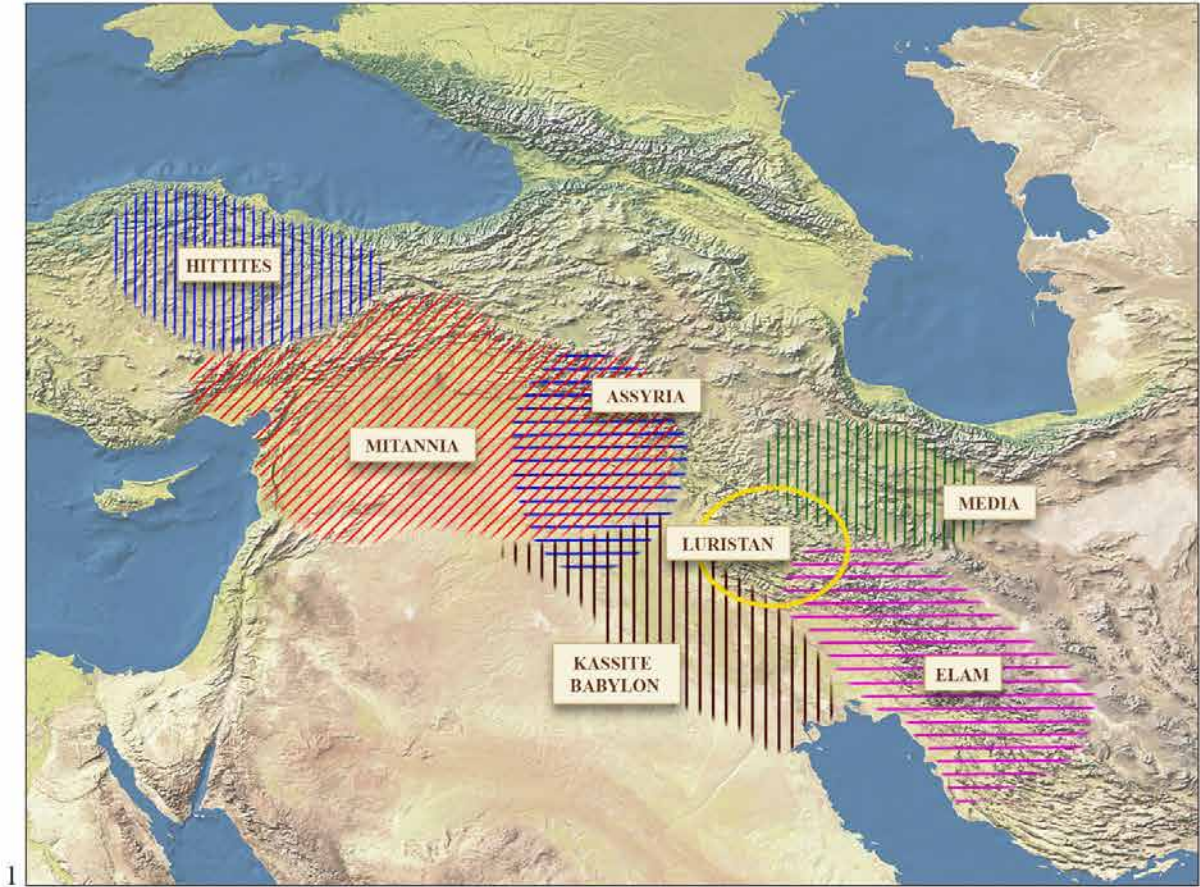 HITTITES
ASSYRIA
MITANNIA
MEDIA
LURISTAN
KASSITE
BABYLON
ELAM
1